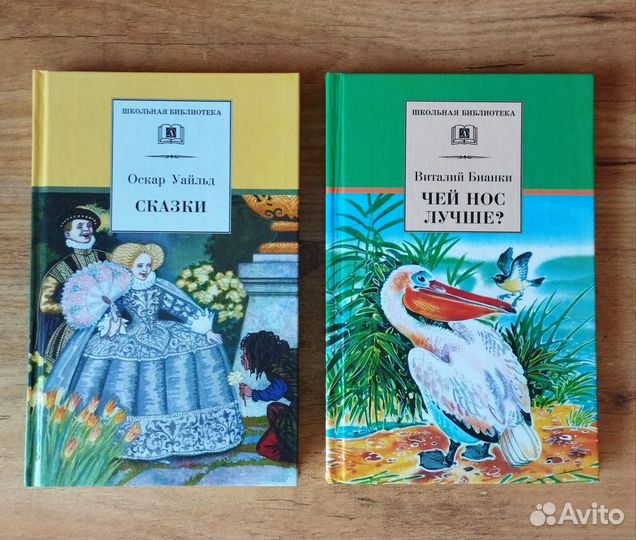 ШКОЛЬНАЯ БИБЛИОТЕКА
Оскар Уайльд
СКАЗКИ
ШКОЛЬНАЯ БИБЛИОТЕКА
Виталий Бианки
ЧЕЙ НОС
ЛУЧШЕ?
Avito